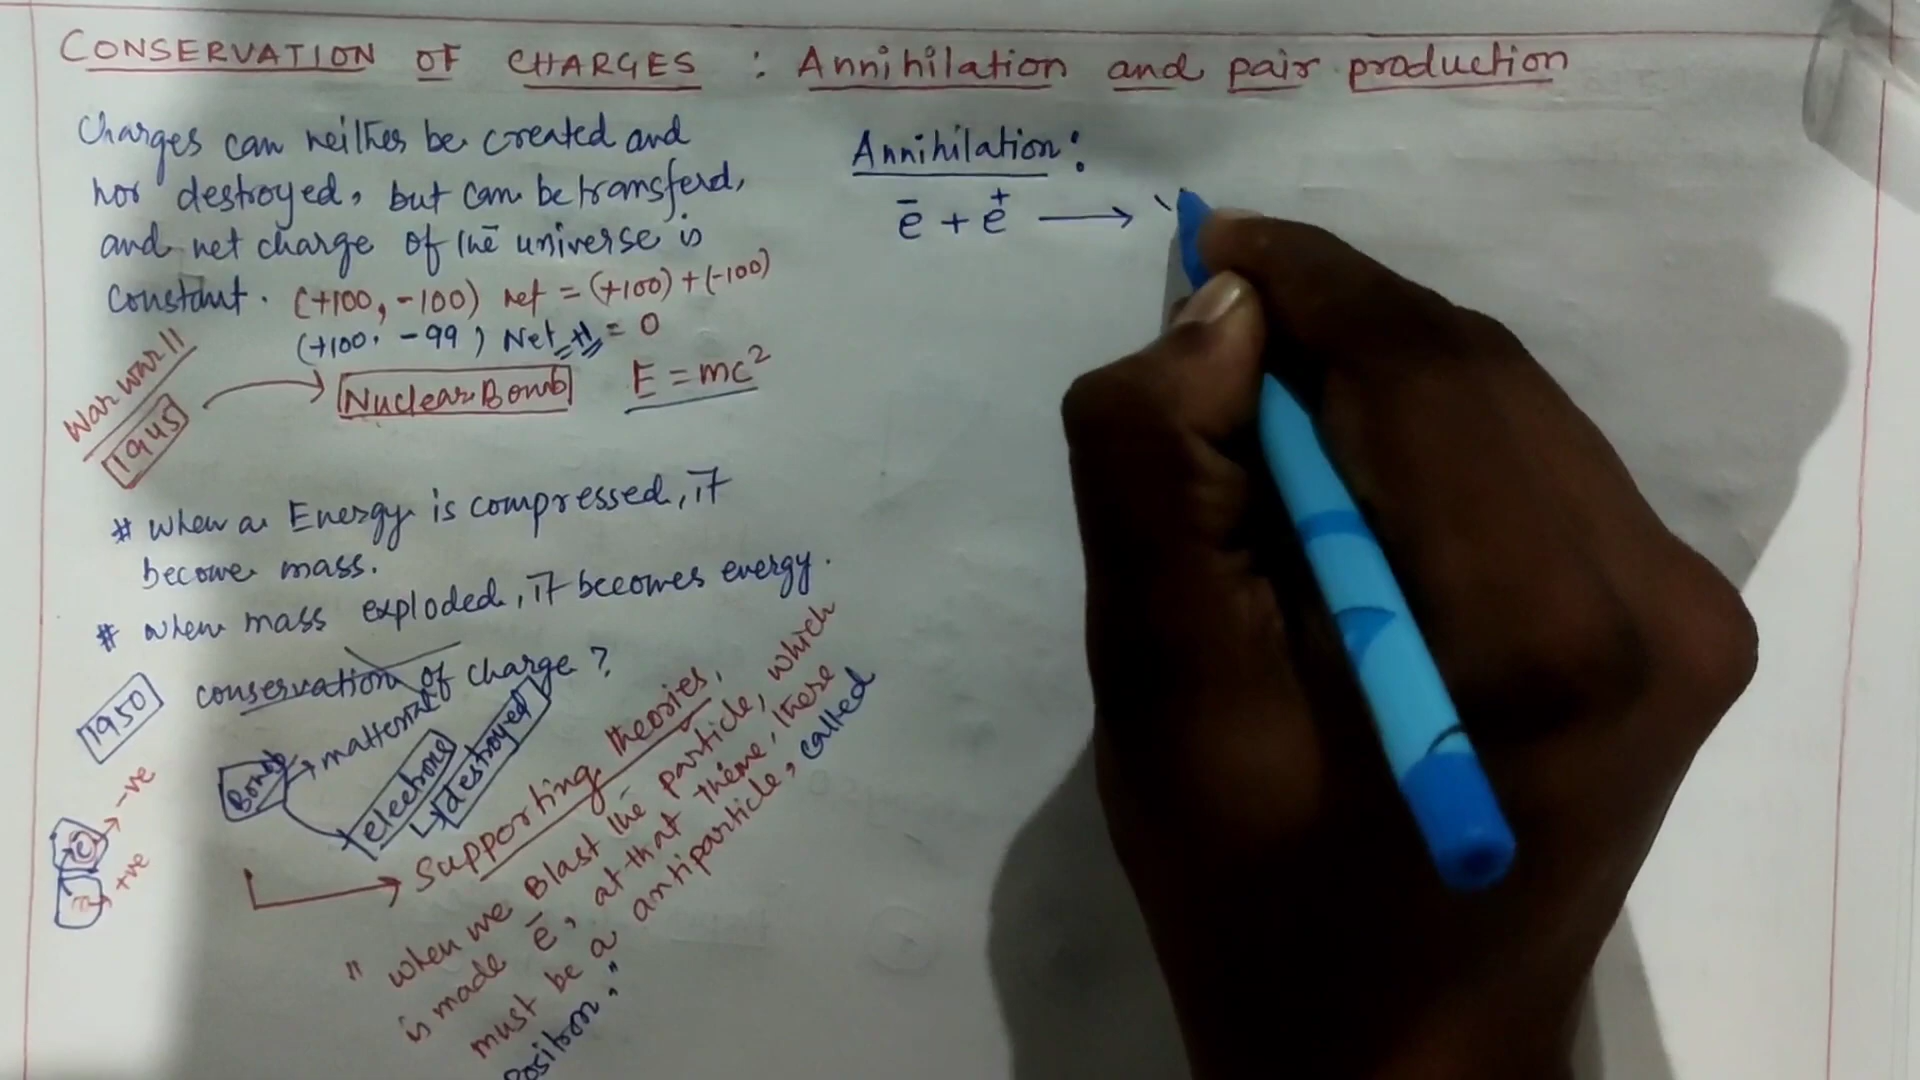 CONSERVATION OF CHARGES : Annihilation and pair production
Charges can neither be created and
nor destroyed, but can be transferd,
and net charge of the universe is
Constant. (+100, -100) net = (+100) + (-100)
(+100, -99) Net +1 = 0
War war II
1945
Nuclear Bomb
E = mc²
# when a Energy is compressed, it
become mass.
# when mass exploded, it becomes energy.
1950
conservation of charge ?
Bomb
matterial
electrons
destroyed
-ve
e
+ve
Supporting theories,
" when we Blast the particle, which
is made e̅, at that theme, there
must be a antiparticle, called
Positron."
Annihilation :
e̅ + e⁺ →